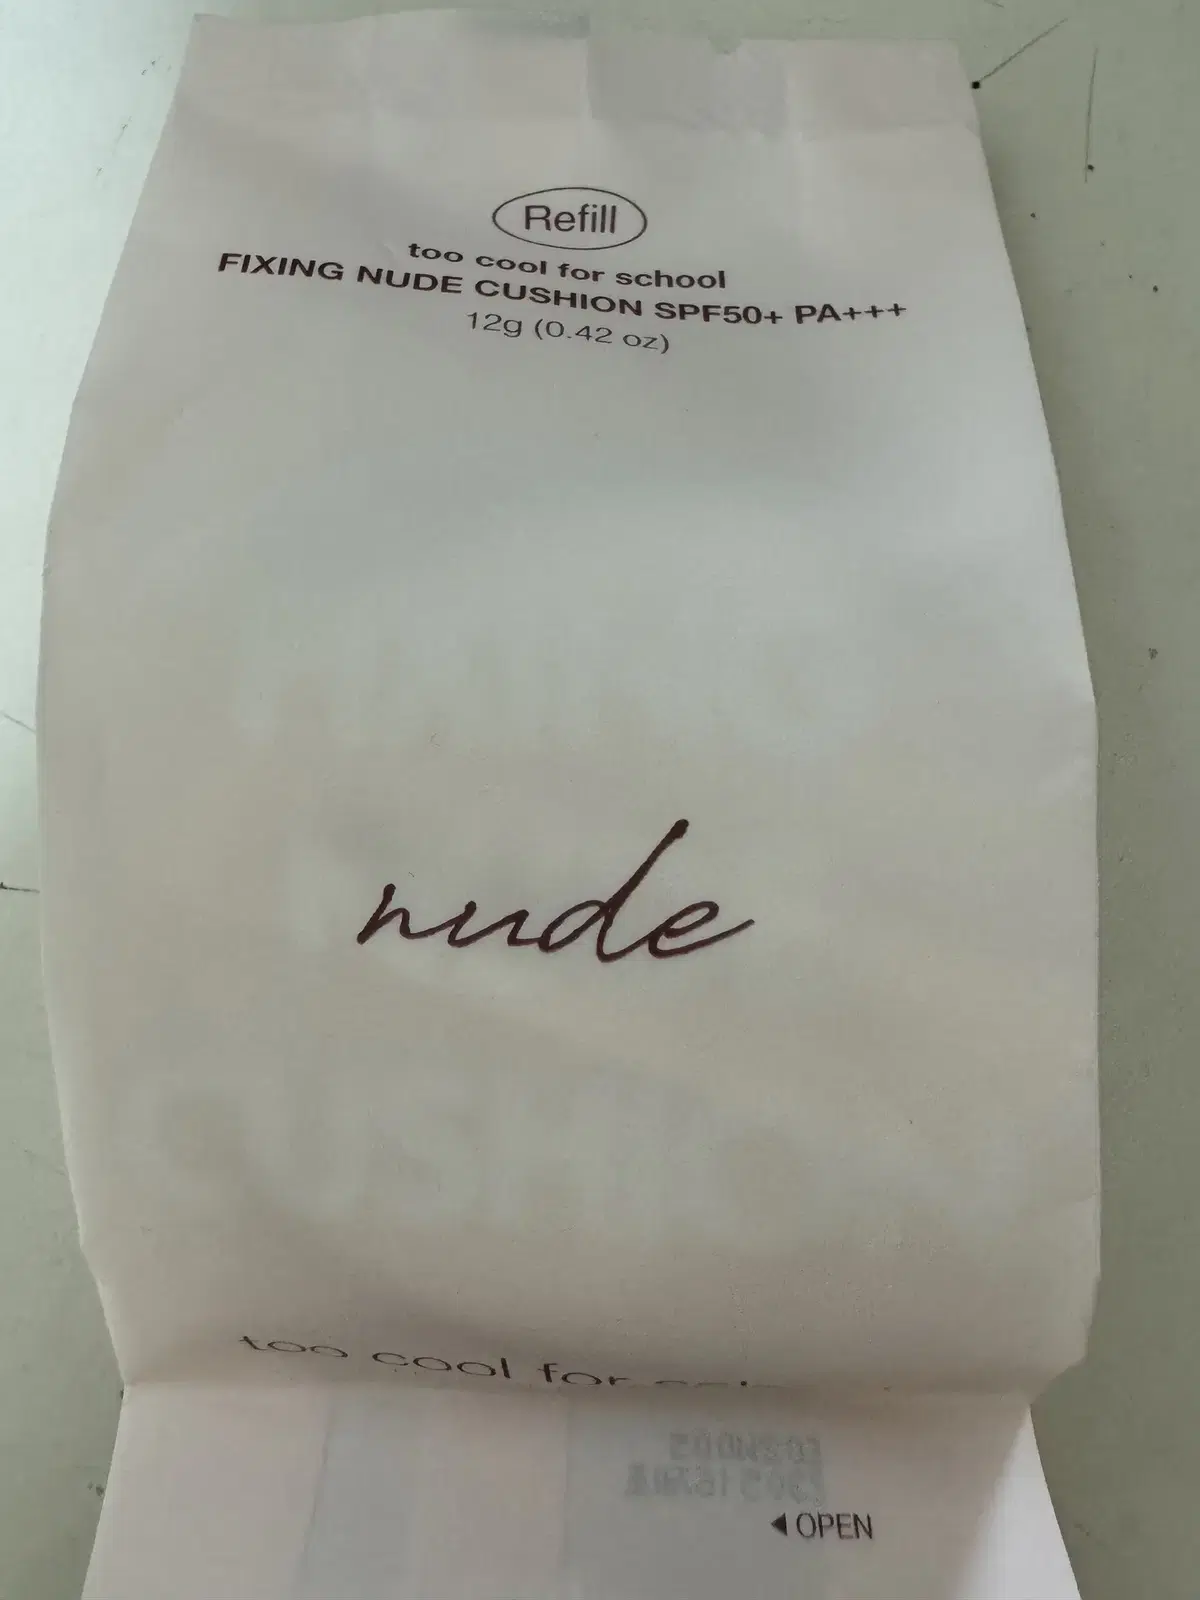 Refill
too cool for school
FIXING NUDE CUSHION SPF50+ PA+++
12g (0.42 oz)
nude
too cool for
◀ OPEN